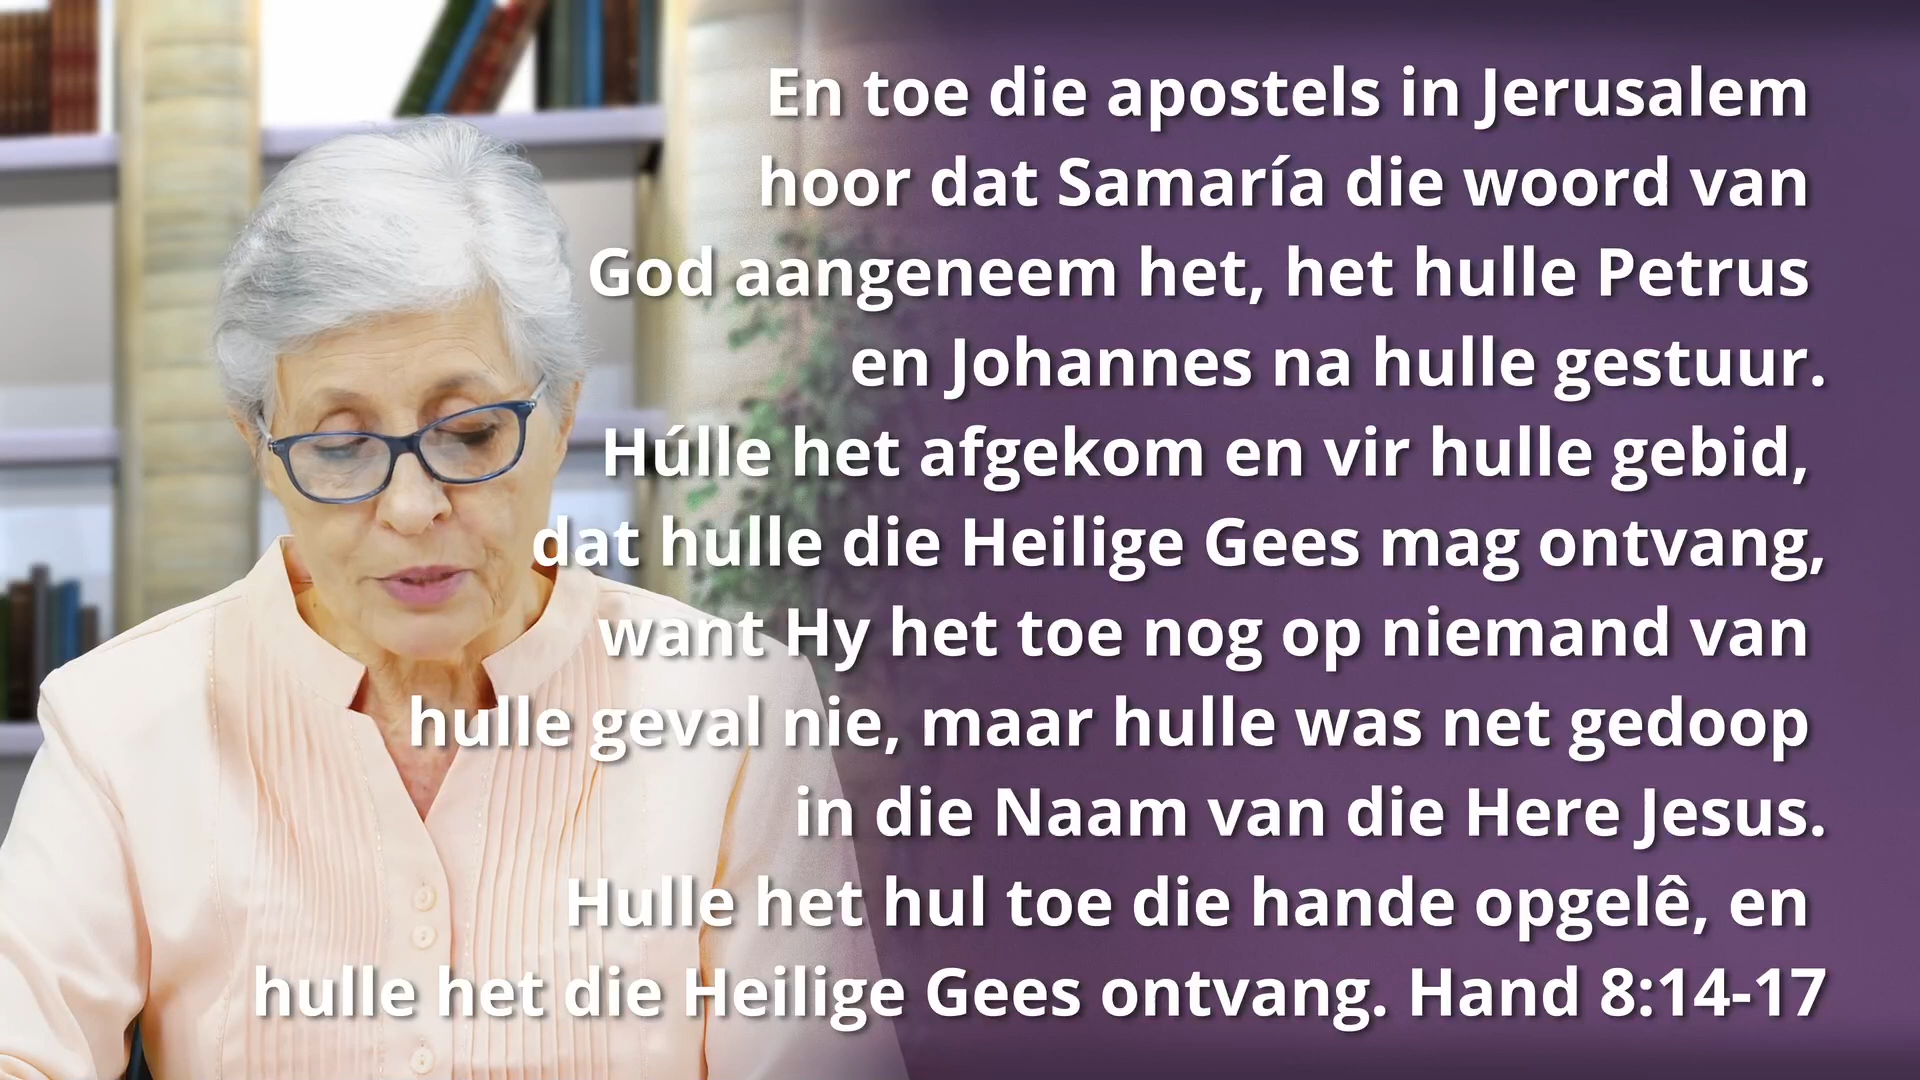 En toe die apostels in Jerusalem
hoor dat Samaría die woord van
God aangeneem het, het hulle Petrus
en Johannes na hulle gestuur.
Húlle het afgekom en vir hulle gebid,
dat hulle die Heilige Gees mag ontvang,
want Hy het toe nog op niemand van
hulle geval nie, maar hulle was net gedoop
in die Naam van die Here Jesus.
Hulle het hul toe die hande opgelê, en
hulle het die Heilige Gees ontvang. Hand 8:14-17